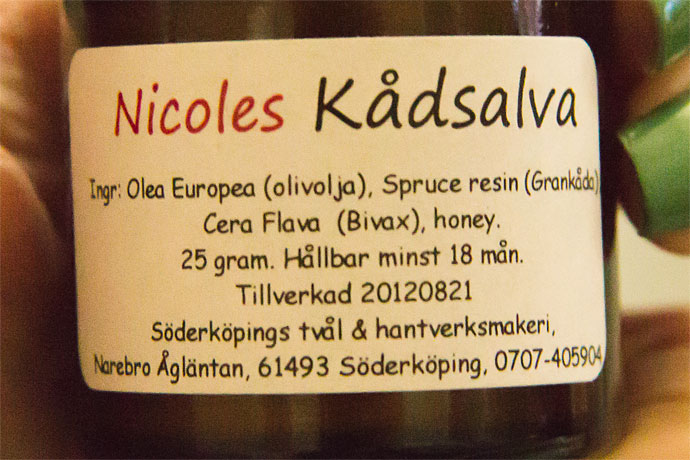 Nicoles Kådsalva
Ingr: Olea Europea (olivolja), Spruce resin (Grankåda)
Cera Flava (Bivax), honey.
25 gram. Hållbar minst 18 mån.
Tillverkad 20120821
Söderköpings tvål & hantverksmakeri,
Narebro Ågläntan, 61493 Söderköping, 0707-405904